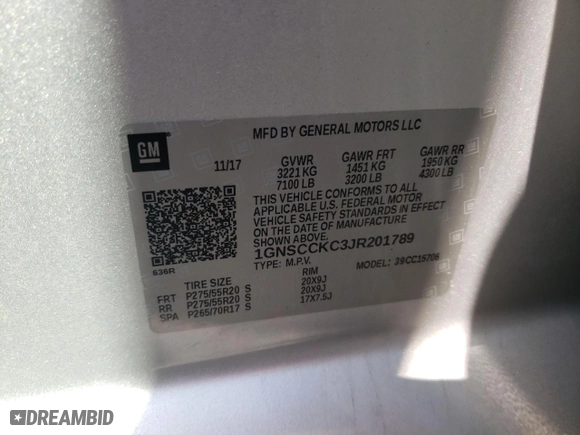 GM
MFD BY GENERAL MOTORS LLC
11/17 GVWR GAWR FRT GAWR RR
3221 KG 1451 KG 1950 KG
7100 LB 3200 LB 4300 LB
THIS VEHICLE CONFORMS TO ALL
APPLICABLE U.S. FEDERAL MOTOR
VEHICLE SAFETY STANDARDS IN EFFECT
ON THE DATE OF MANUFACTURE
SHOWN ABOVE.
1GNSCCKC3JR201789
TYPE: M.P.V. MODEL: 39CC15706
636R
TIRE SIZE RIM
FRT P275/55R20 S 20X9J
RR P275/55R20 S 20X9J
SPA P265/70R17 S 17X7.5J
DREAMBID